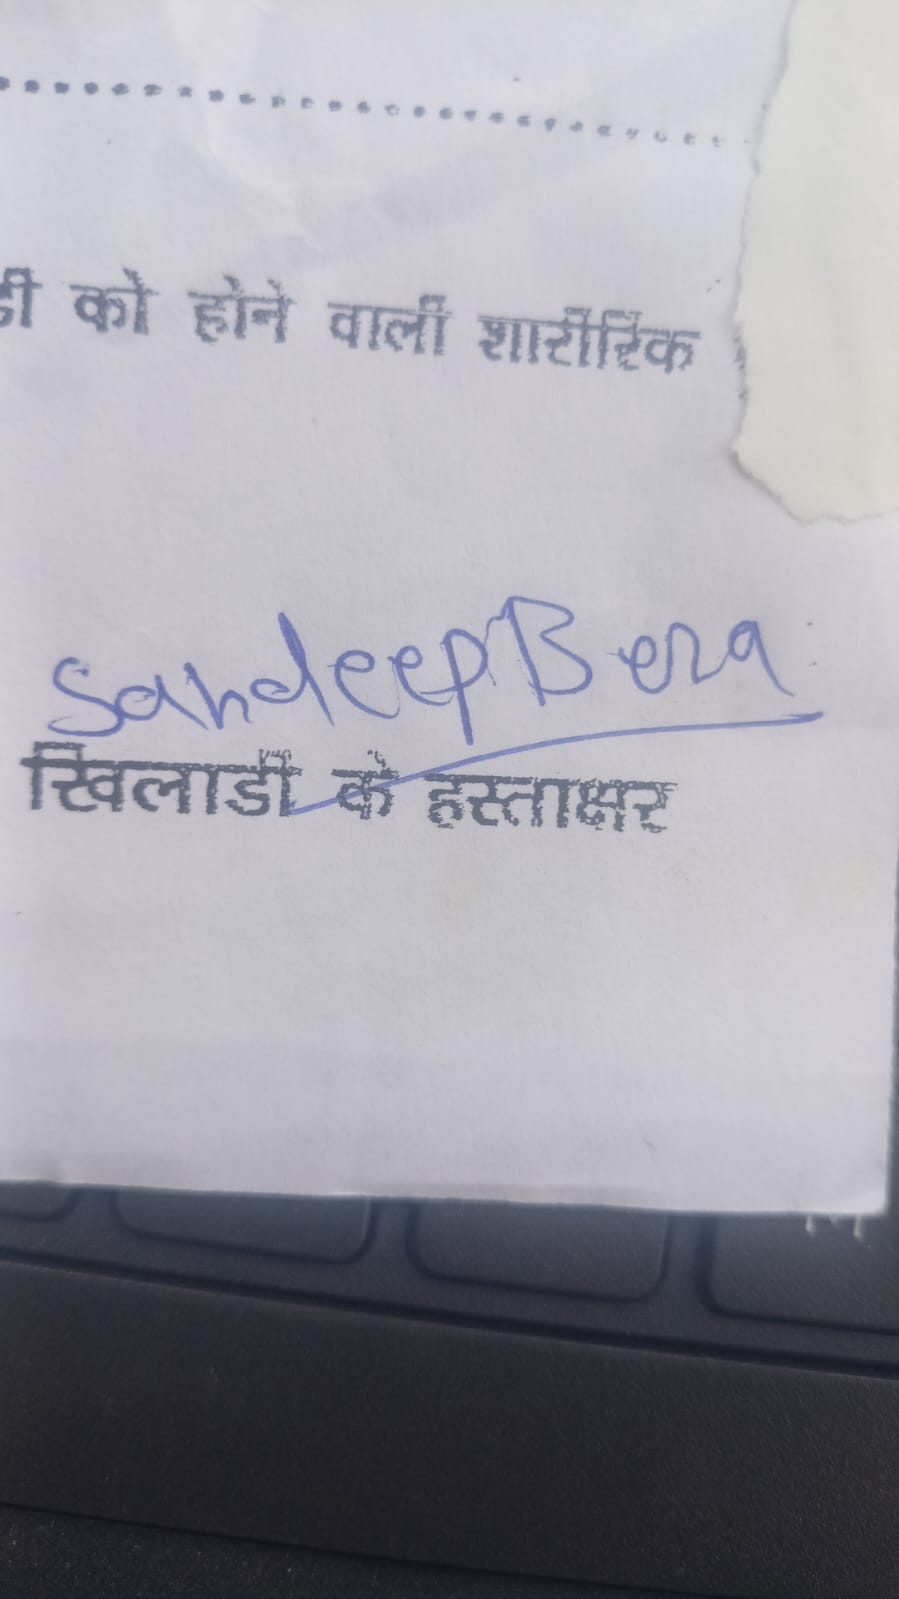 डी को होने वाली शारीरिक
Sandeep Bera
खिलाडी के हस्ताक्षर